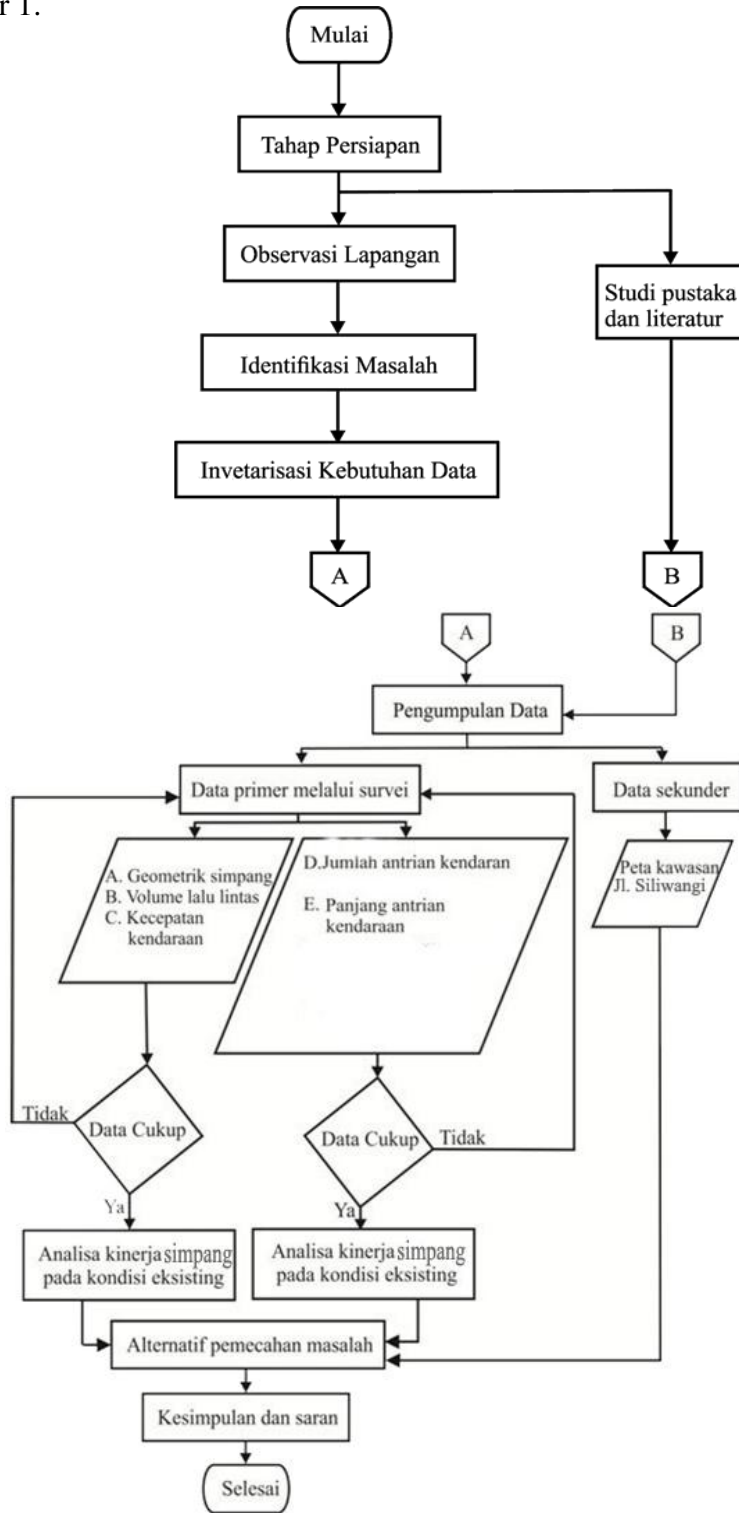 r 1.
Mulai
Tahap Persiapan
Observasi Lapangan
Studi pustaka
dan literatur
Identifikasi Masalah
Invetarisasi Kebutuhan Data
A
B
A
B
Pengumpulan Data
Data primer melalui survei
Data sekunder
A. Geometrik simpang
B. Volume lalu lintas
C. Kecepatan
kendaraan
D.Jumlah antrian kendaran
E. Panjang antrian
kendaraan
Peta kawasan
Jl. Siliwangi
Tidak
Data Cukup
Data Cukup
Tidak
Ya
Ya
Analisa kinerja simpang
pada kondisi eksisting
Analisa kinerja simpang
pada kondisi eksisting
Alternatif pemecahan masalah
Kesimpulan dan saran
Selesai